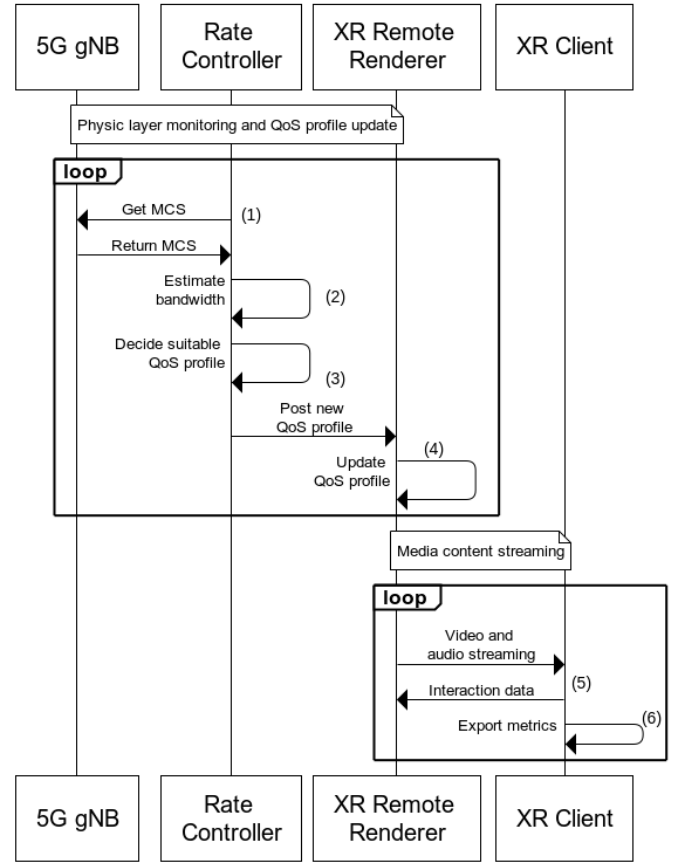 5G gNB
Rate
Controller
XR Remote
Renderer
XR Client
Physic layer monitoring and QoS profile update
loop
Get MCS
(1)
Return MCS
Estimate
bandwidth
(2)
Decide suitable
QoS profile
(3)
Post new
QoS profile
(4)
Update
QoS profile
Media content streaming
loop
Video and
audio streaming
(5)
Interaction data
(6)
Export metrics
5G gNB
Rate
Controller
XR Remote
Renderer
XR Client